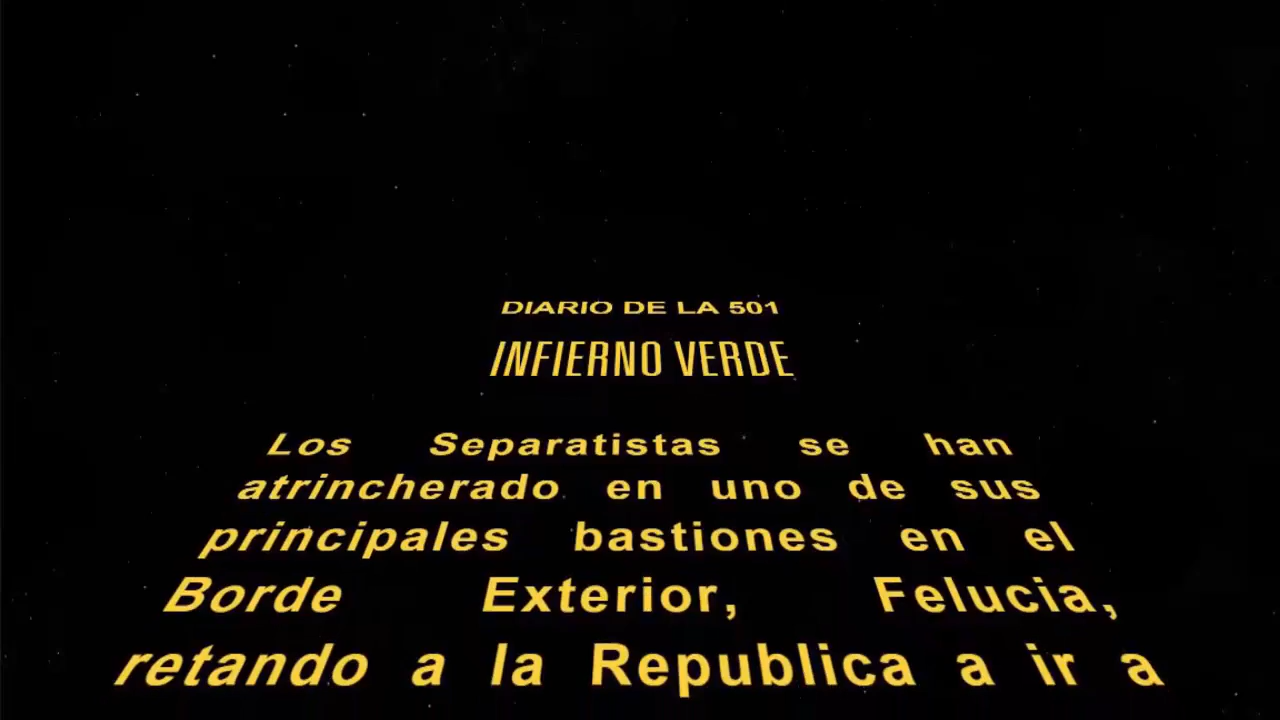 DIARIO DE LA 501
INFIERNO VERDE
Los Separatistas se han
atrincherado en uno de sus
principales bastiones en el
Borde Exterior, Felucia,
retando a la Republica a ir a